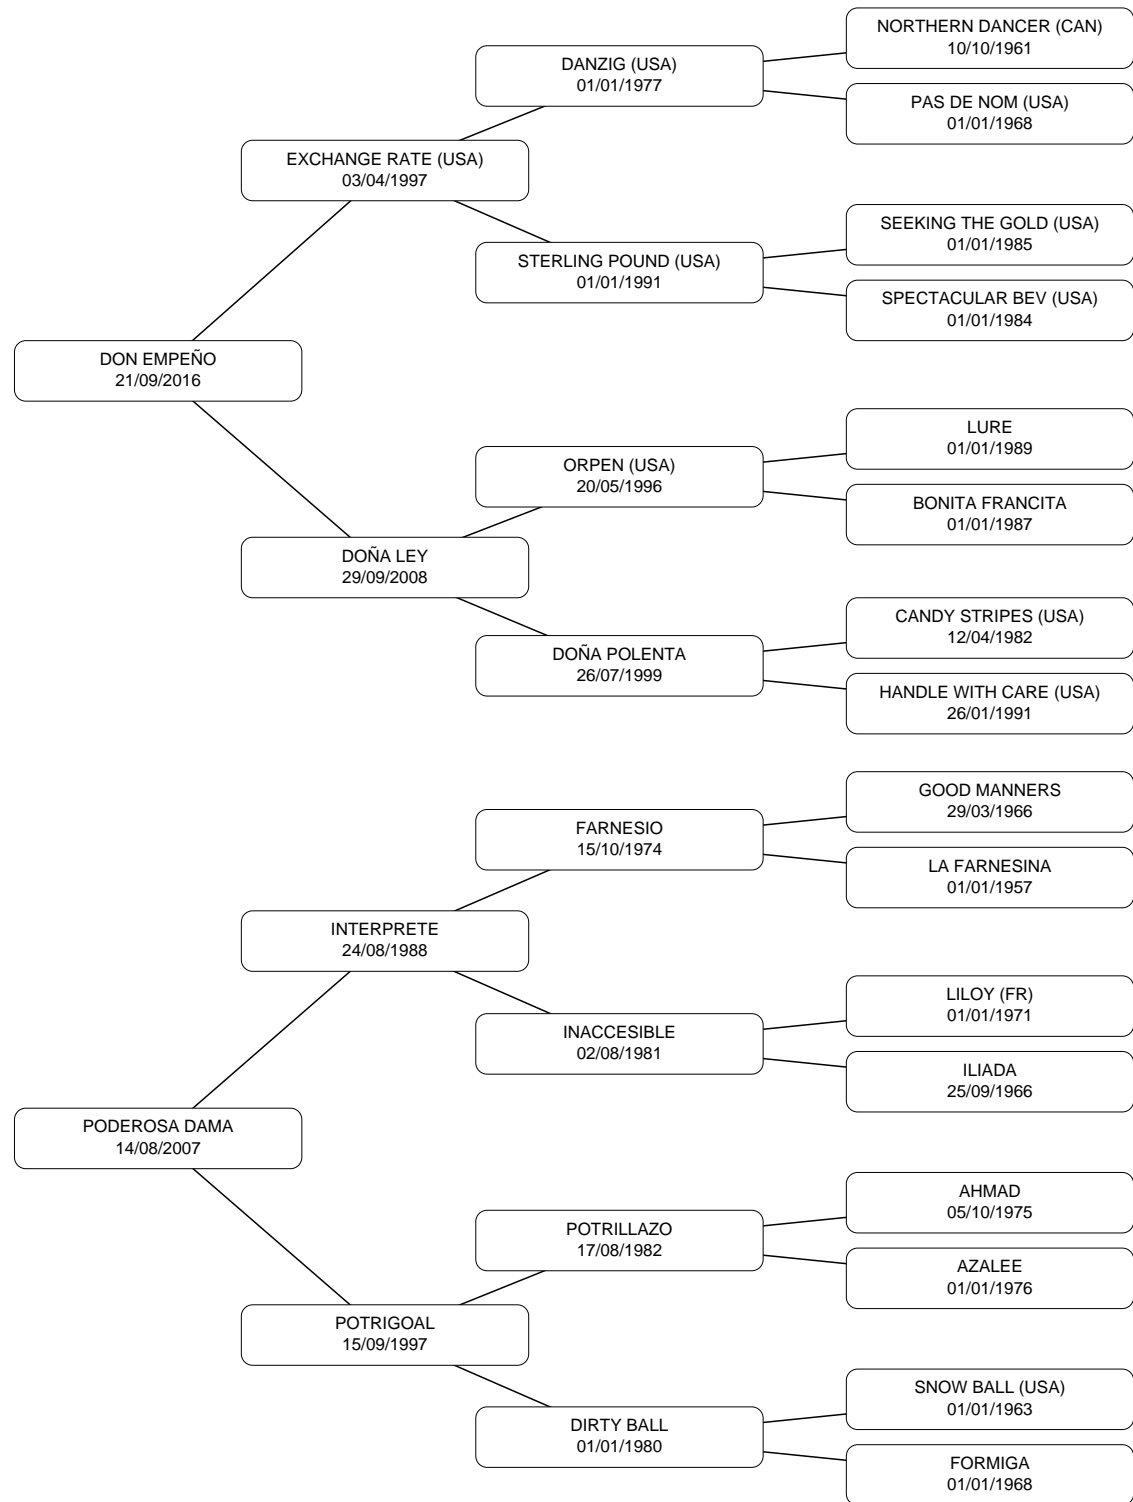 NORTHERN DANCER (CAN)
10/10/1961
DANZIG (USA)
01/01/1977
PAS DE NOM (USA)
01/01/1968
EXCHANGE RATE (USA)
03/04/1997
SEEKING THE GOLD (USA)
01/01/1985
STERLING POUND (USA)
01/01/1991
SPECTACULAR BEV (USA)
01/01/1984
DON EMPEÑO
21/09/2016
LURE
01/01/1989
ORPEN (USA)
20/05/1996
BONITA FRANCITA
01/01/1987
DOÑA LEY
29/09/2008
CANDY STRIPES (USA)
12/04/1982
DOÑA POLENTA
26/07/1999
HANDLE WITH CARE (USA)
26/01/1991
GOOD MANNERS
29/03/1966
FARNESIO
15/10/1974
LA FARNESINA
01/01/1957
INTERPRETE
24/08/1988
LILOY (FR)
01/01/1971
INACCESIBLE
02/08/1981
ILIADA
25/09/1966
PODEROSA DAMA
14/08/2007
AHMAD
05/10/1975
POTRILLAZO
17/08/1982
AZALEE
01/01/1976
POTRIGOAL
15/09/1997
SNOW BALL (USA)
01/01/1963
DIRTY BALL
01/01/1980
FORMIGA
01/01/1968